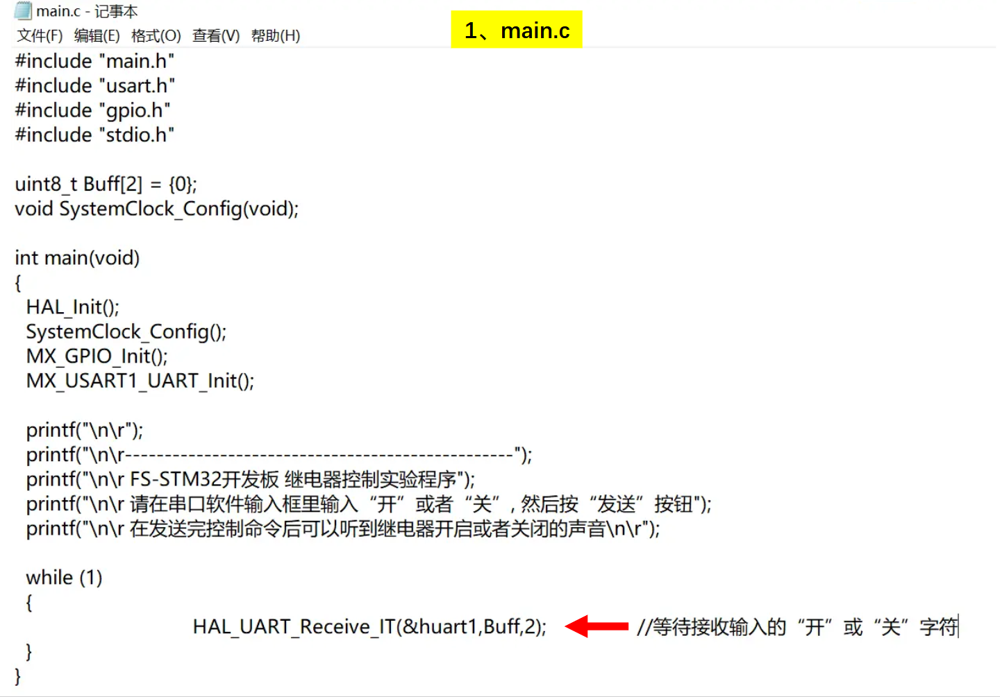 main.c - 记事本
1、main.c
文件(F) 编辑(E) 格式(O) 查看(V) 帮助(H)
#include "main.h"
#include "usart.h"
#include "gpio.h"
#include "stdio.h"
uint8_t Buff[2] = {0};
void SystemClock_Config(void);
int main(void)
{
HAL_Init();
SystemClock_Config();
MX_GPIO_Init();
MX_USART1_UART_Init();
printf("\n\r");
printf("\n\r-------------------------------------------------");
printf("\n\r FS-STM32开发板 继电器控制实验程序");
printf("\n\r 请在串口软件输入框里输入“开”或者“关”, 然后按“发送”按钮");
printf("\n\r 在发送完控制命令后可以听到继电器开启或者关闭的声音\n\r");
while (1)
{
HAL_UART_Receive_IT(&huart1,Buff,2); //等待接收输入的“开”或“关”字符
}
}